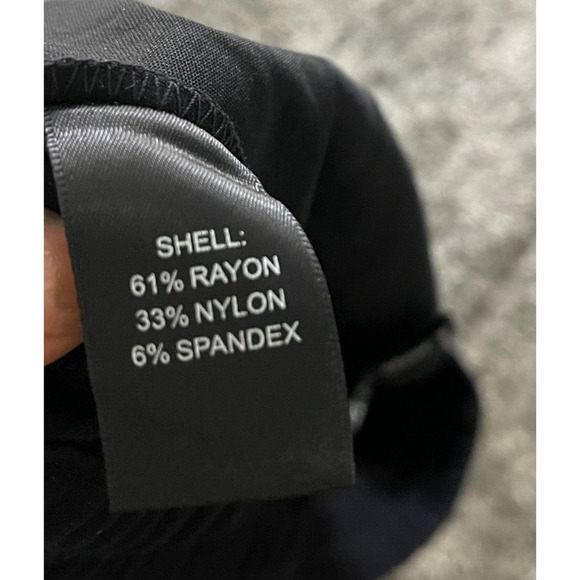 SHELL:
61% RAYON
33% NYLON
6% SPANDEX